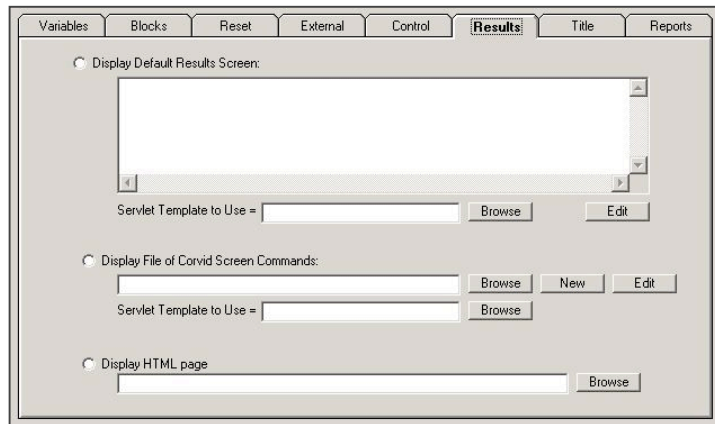 Variables Blocks Reset External Control Results Title Reports
Display Default Results Screen:
Servlet Template to Use = Browse Edit
Display File of Corvid Screen Commands:
Browse New Edit
Servlet Template to Use = Browse
Display HTML page
Browse